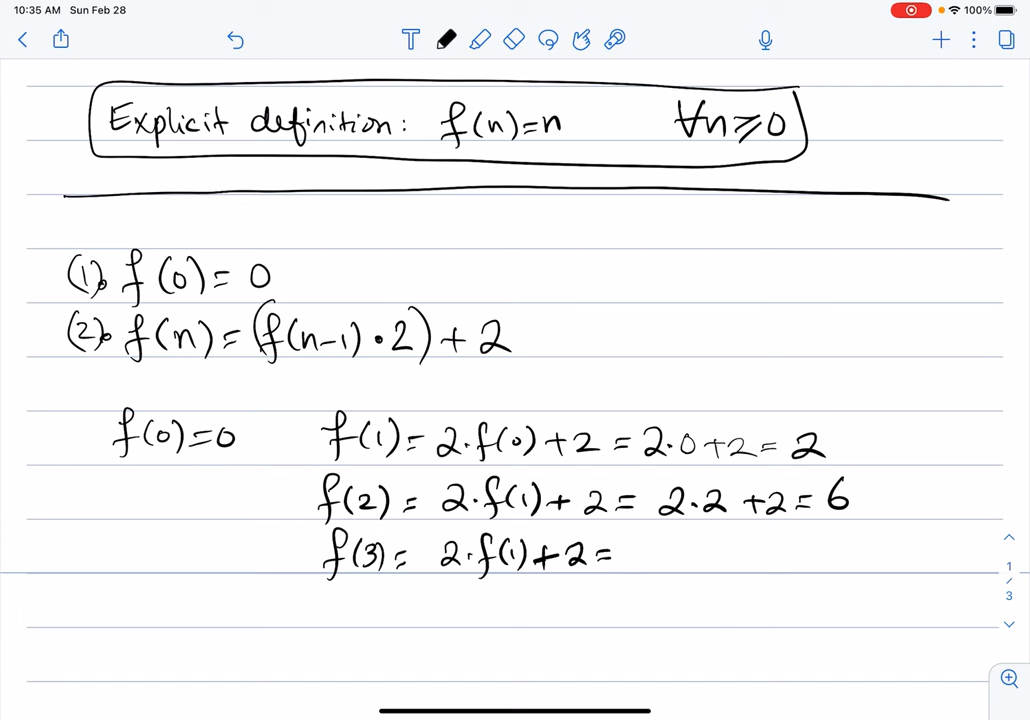 10:35 AM Sun Feb 28 100%
T
Explicit definition: f(n)=n ∀n⩾0
(1). f(0)= 0
(2). f(n)= (f(n-1)•2)+2
f(0)=0 f(1)= 2·f(0)+2 = 2·0+2= 2
f(2)= 2·f(1)+2= 2·2+2=6
f(3)= 2·f(1)+2=
1
/
3